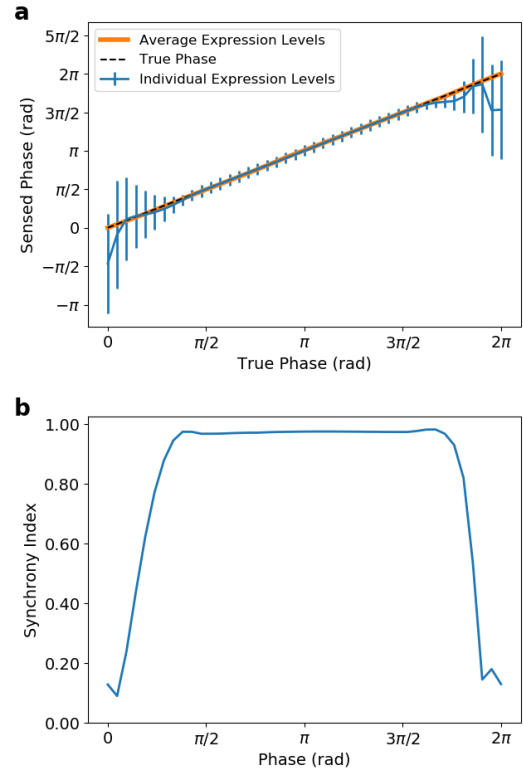 a
5π/2
2π
3π/2
π
π/2
0
−π/2
−π
Sensed Phase (rad)
Average Expression Levels
True Phase
Individual Expression Levels
0 π/2 π 3π/2 2π
True Phase (rad)
b
1.00
0.80
0.60
0.40
0.20
0.00
Synchrony Index
0 π/2 π 3π/2 2π
Phase (rad)